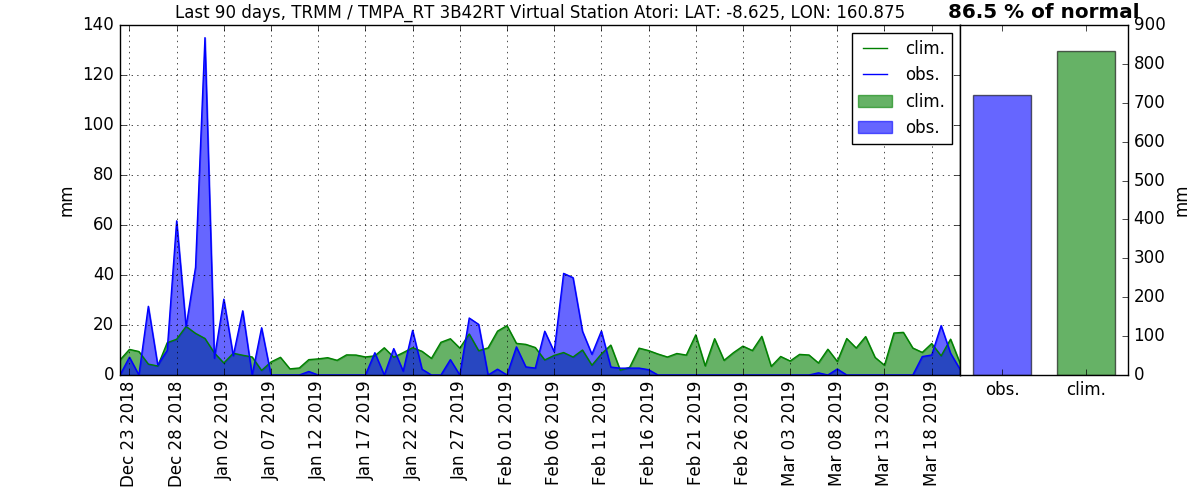 Last 90 days, TRMM / TMPA_RT 3B42RT Virtual Station Atori: LAT: -8.625, LON: 160.875
86.5 % of normal
140
120
100
80
60
40
20
0
mm
clim.
obs.
clim.
obs.
Dec 23 2018
Dec 28 2018
Jan 02 2019
Jan 07 2019
Jan 12 2019
Jan 17 2019
Jan 22 2019
Jan 27 2019
Feb 01 2019
Feb 06 2019
Feb 11 2019
Feb 16 2019
Feb 21 2019
Feb 26 2019
Mar 03 2019
Mar 08 2019
Mar 13 2019
Mar 18 2019
900
800
700
600
500
400
300
200
100
0
mm
obs.
clim.